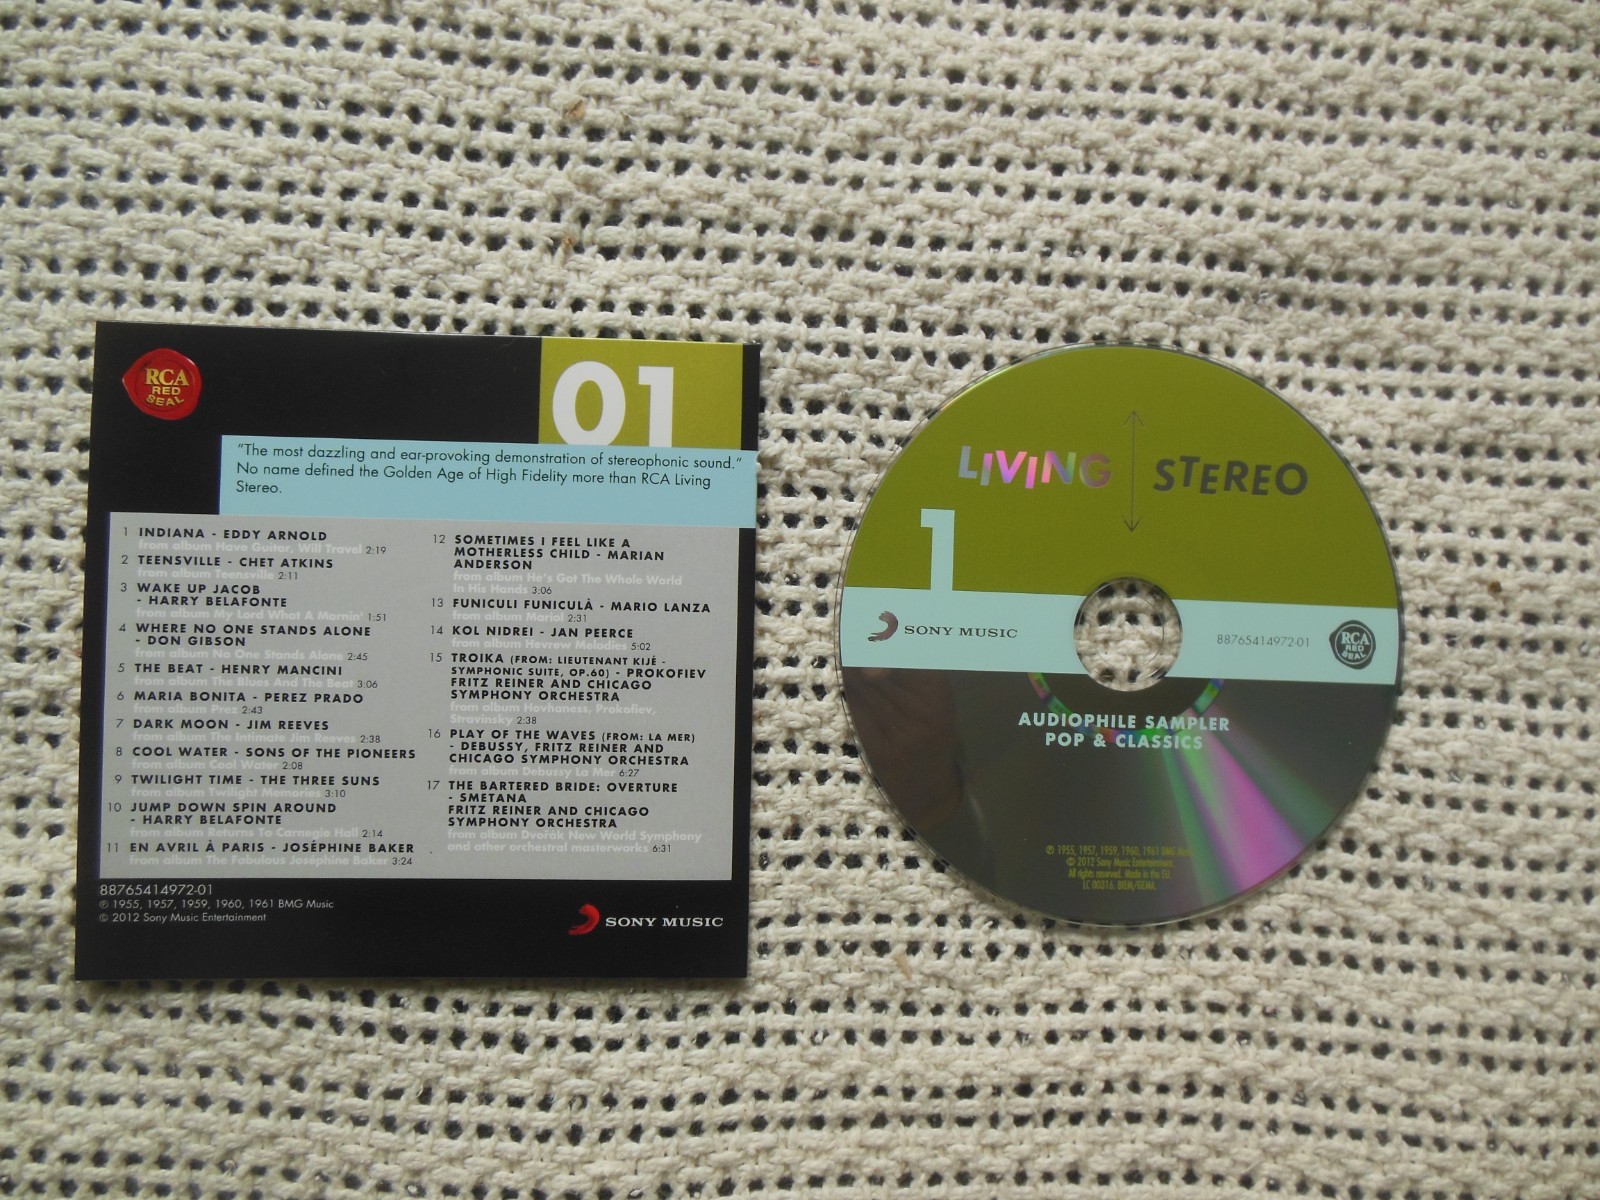 RCA
RED
SEAL
01
"The most dazzling and ear-provoking demonstration of stereophonic sound."
No name defined the Golden Age of High Fidelity more than RCA Living
Stereo.
1 INDIANA - EDDY ARNOLD
from album Have Guitar, Will Travel 2:19
2 TEENSVILLE - CHET ATKINS
from album Teensville 2:11
3 WAKE UP JACOB
- HARRY BELAFONTE
from album My Lord What A Mornin' 1:51
4 WHERE NO ONE STANDS ALONE
- DON GIBSON
from album No One Stands Alone 2:45
5 THE BEAT - HENRY MANCINI
from album The Blues And The Beat 3:06
6 MARIA BONITA - PEREZ PRADO
from album Prez 2:43
7 DARK MOON - JIM REEVES
from album The Intimate Jim Reeves 2:38
8 COOL WATER - SONS OF THE PIONEERS
from album Cool Water 2:08
9 TWILIGHT TIME - THE THREE SUNS
from album Twilight Memories 3:10
10 JUMP DOWN SPIN AROUND
- HARRY BELAFONTE
from album Returns To Carnegie Hall 2:14
11 EN AVRIL À PARIS - JOSÉPHINE BAKER
from album The Fabulous Joséphine Baker 3:24
12 SOMETIMES I FEEL LIKE A
MOTHERLESS CHILD - MARIAN
ANDERSON
from album He's Got The Whole World
In His Hands 3:06
13 FUNICULI FUNICULÀ - MARIO LANZA
from album Mario! 2:31
14 KOL NIDREI - JAN PEERCE
from album Hevrew Melodies 5:02
15 TROIKA (FROM: LIEUTENANT KIJÉ -
SYMPHONIC SUITE, OP.60) - PROKOFIEV
FRITZ REINER AND CHICAGO
SYMPHONY ORCHESTRA
from album Hovhaness, Prokofiev,
Stravinsky 2:38
16 PLAY OF THE WAVES (FROM: LA MER)
- DEBUSSY, FRITZ REINER AND
CHICAGO SYMPHONY ORCHESTRA
from album Debussy La Mer 6:27
17 THE BARTERED BRIDE: OVERTURE
- SMETANA
FRITZ REINER AND CHICAGO
SYMPHONY ORCHESTRA
from album Dvořák New World Symphony
and other orchestral masterworks 6:31
88765414972-01
℗ 1955, 1957, 1959, 1960, 1961 BMG Music
© 2012 Sony Music Entertainment
SONY MUSIC
LIVING STEREO
1
SONY MUSIC
88765414972-01
RCA
RED
SEAL
AUDIOPHILE SAMPLER
POP & CLASSICS
℗ 1955, 1957, 1959, 1960, 1961 BMG Music
© 2012 Sony Music Entertainment.
All rights reserved. Made in the EU.
LC 00316. BIEM/GEMA.